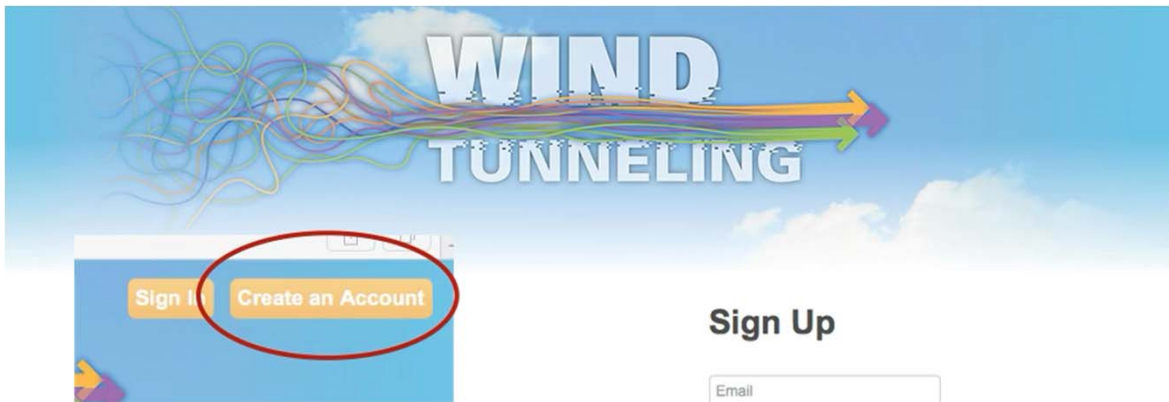 WIND
TUNNELING
Sign In
Create an Account
Sign Up
Email